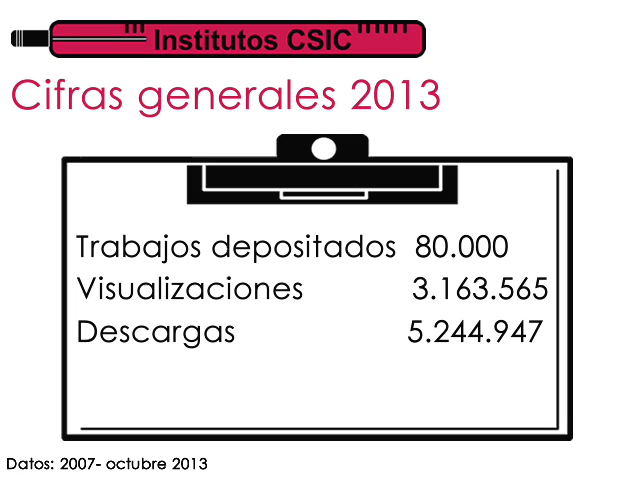 Institutos CSIC
Cifras generales 2013
Trabajos depositados 80.000
Visualizaciones 3.163.565
Descargas 5.244.947
Datos: 2007- octubre 2013